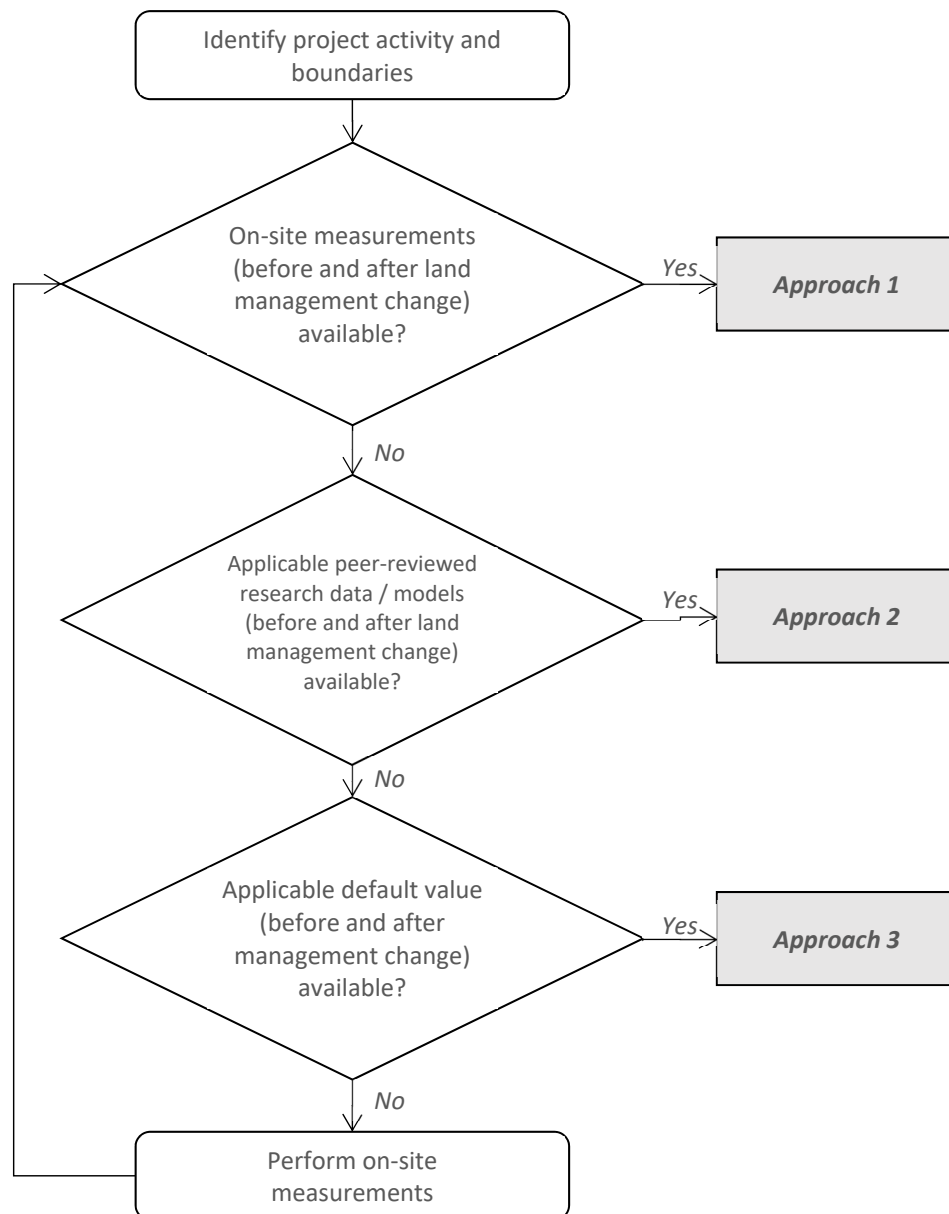 Identify project activity and
boundaries
On-site measurements
(before and after land
management change)
available?
Yes
Approach 1
No
Applicable peer-reviewed
research data / models
(before and after land
management change)
available?
Yes
Approach 2
No
Applicable default value
(before and after
management change)
available?
Yes
Approach 3
No
Perform on-site
measurements